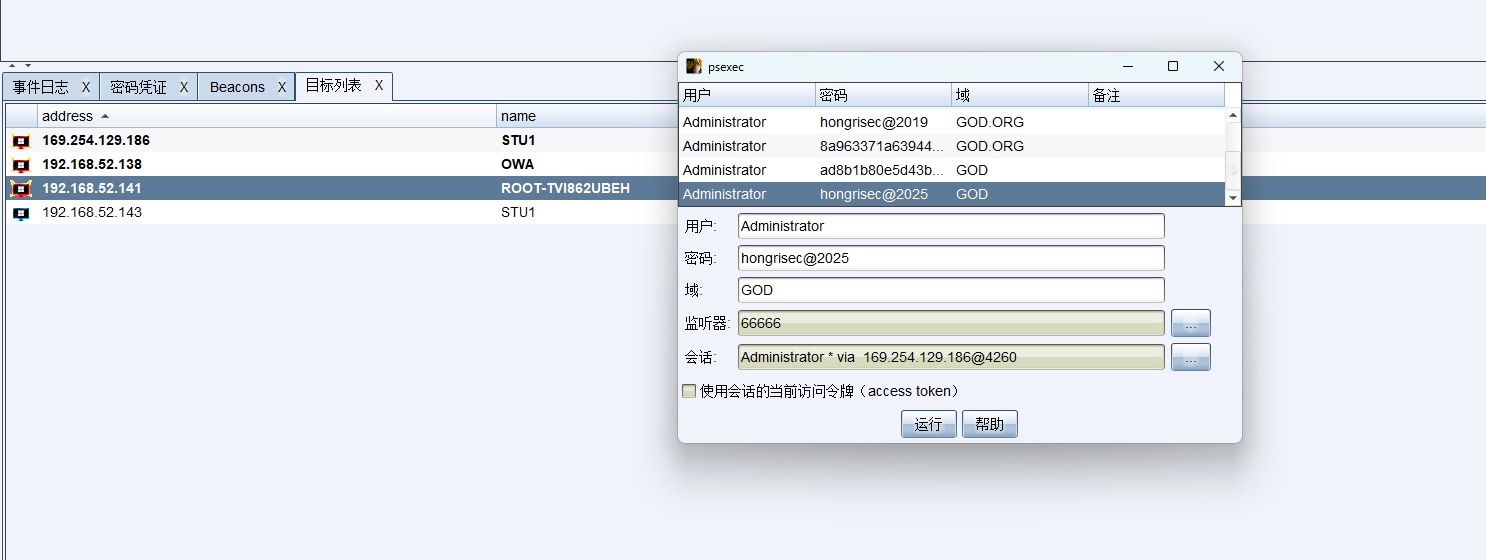 psexec
用户 密码 域 备注
Administrator hongrisec@2019 GOD.ORG
Administrator 8a963371a63944... GOD.ORG
Administrator ad8b1b80e5d43b... GOD
Administrator hongrisec@2025 GOD
用户: Administrator
密码: hongrisec@2025
域: GOD
监听器: 66666 ...
会话: Administrator * via 169.254.129.186@4260 ...
使用会话的当前访问令牌（access token）
运行 帮助
事件日志 X 密码凭证 X Beacons X 目标列表 X
address name
169.254.129.186 STU1
192.168.52.138 OWA
192.168.52.141 ROOT-TVI862UBEH
192.168.52.143 STU1